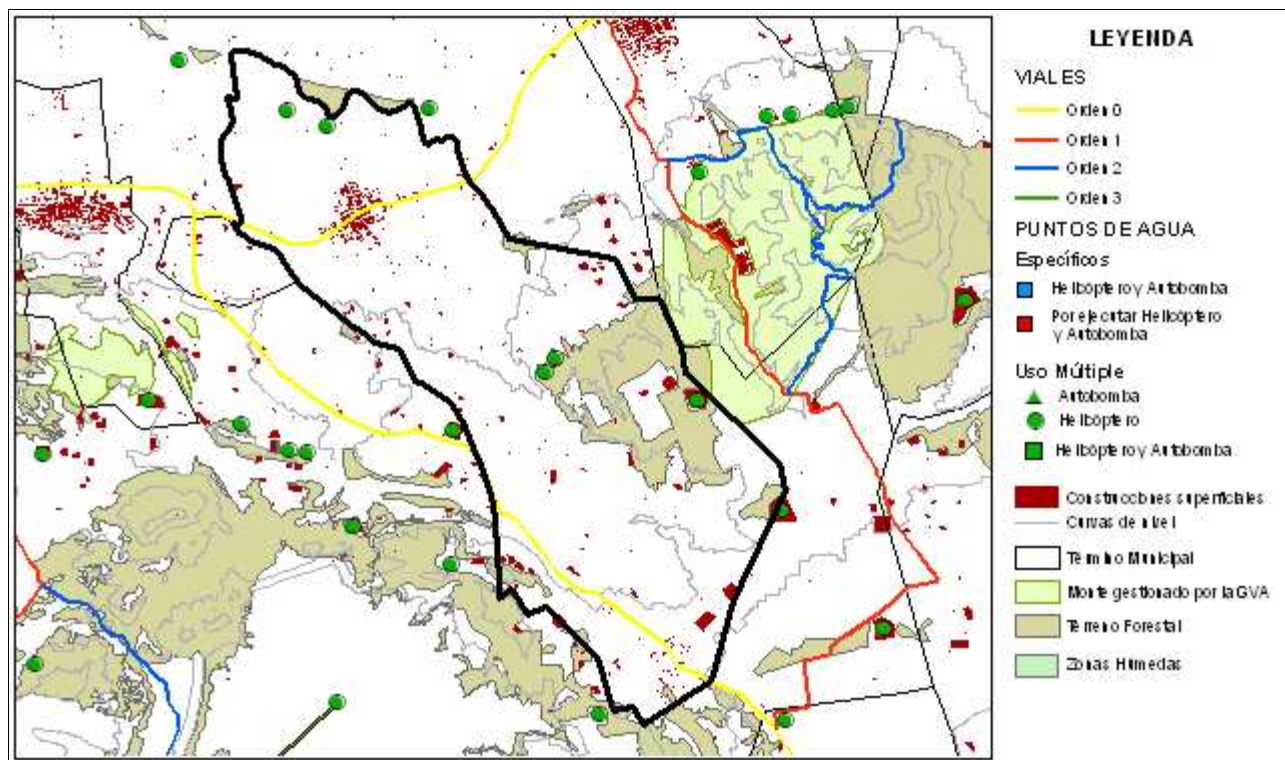 LEYENDA
VIALES
Orden 0
Orden 1
Orden 2
Orden 3
PUNTOS DE AGUA
Específicos
Helicóptero y Autobomba
Por ejecutar Helicóptero
y Autobomba
Uso Múltiple
Autobomba
Helicóptero
Helicóptero y Autobomba
Construcciones superficiales
Curvas de nivel
Término Municipal
Monte gestionado por la GVA
Terreno Forestal
Zonas Húmedas